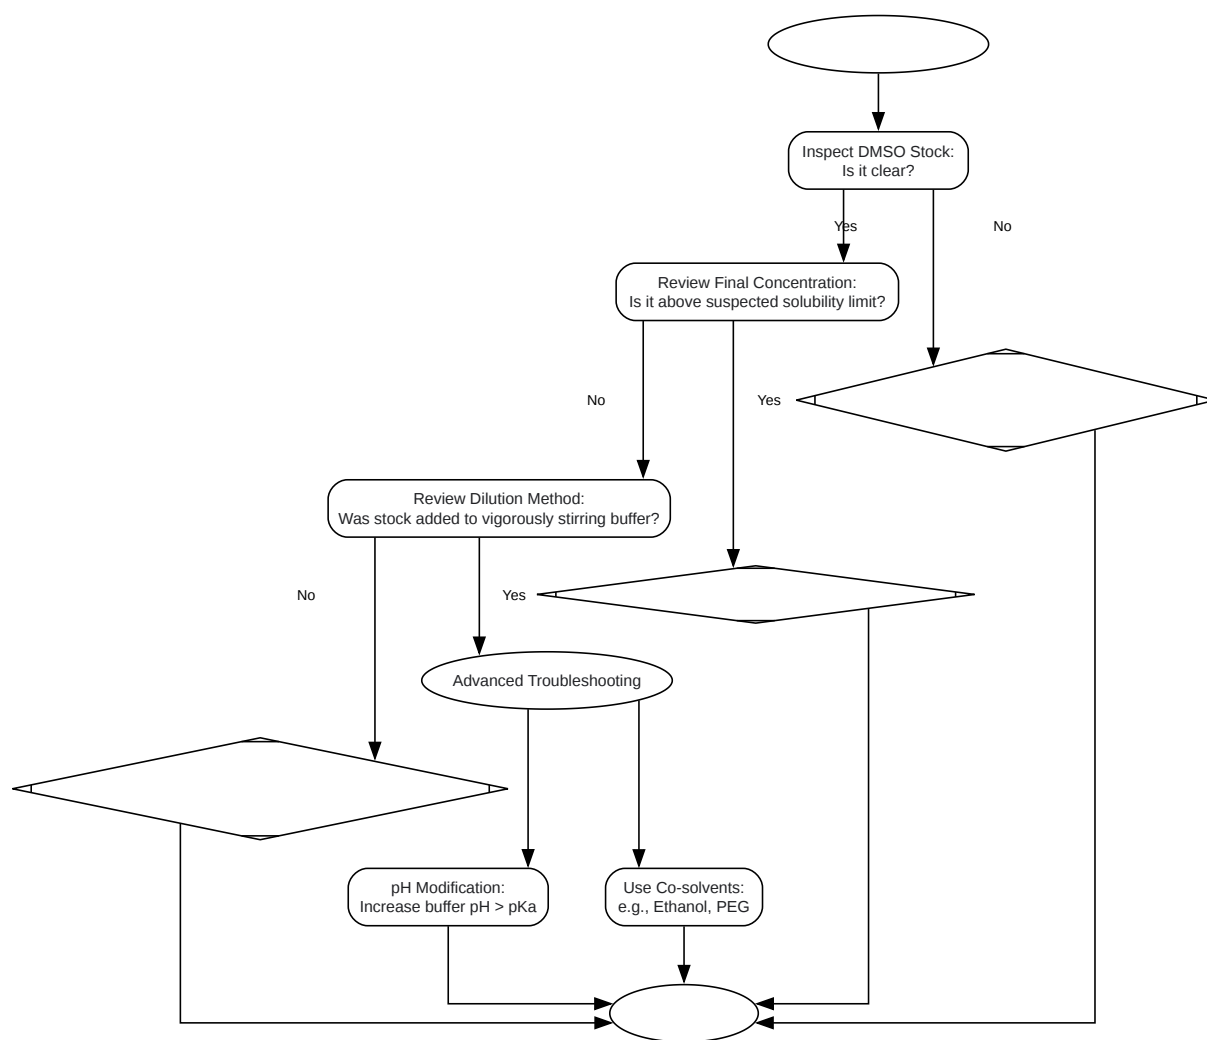 Inspect DMSO Stock:
Is it clear?
Yes
No
Review Final Concentration:
Is it above suspected solubility limit?
No
Yes
Review Dilution Method:
Was stock added to vigorously stirring buffer?
No
Yes
Advanced Troubleshooting
pH Modification:
Increase buffer pH > pKa
Use Co-solvents:
e.g., Ethanol, PEG